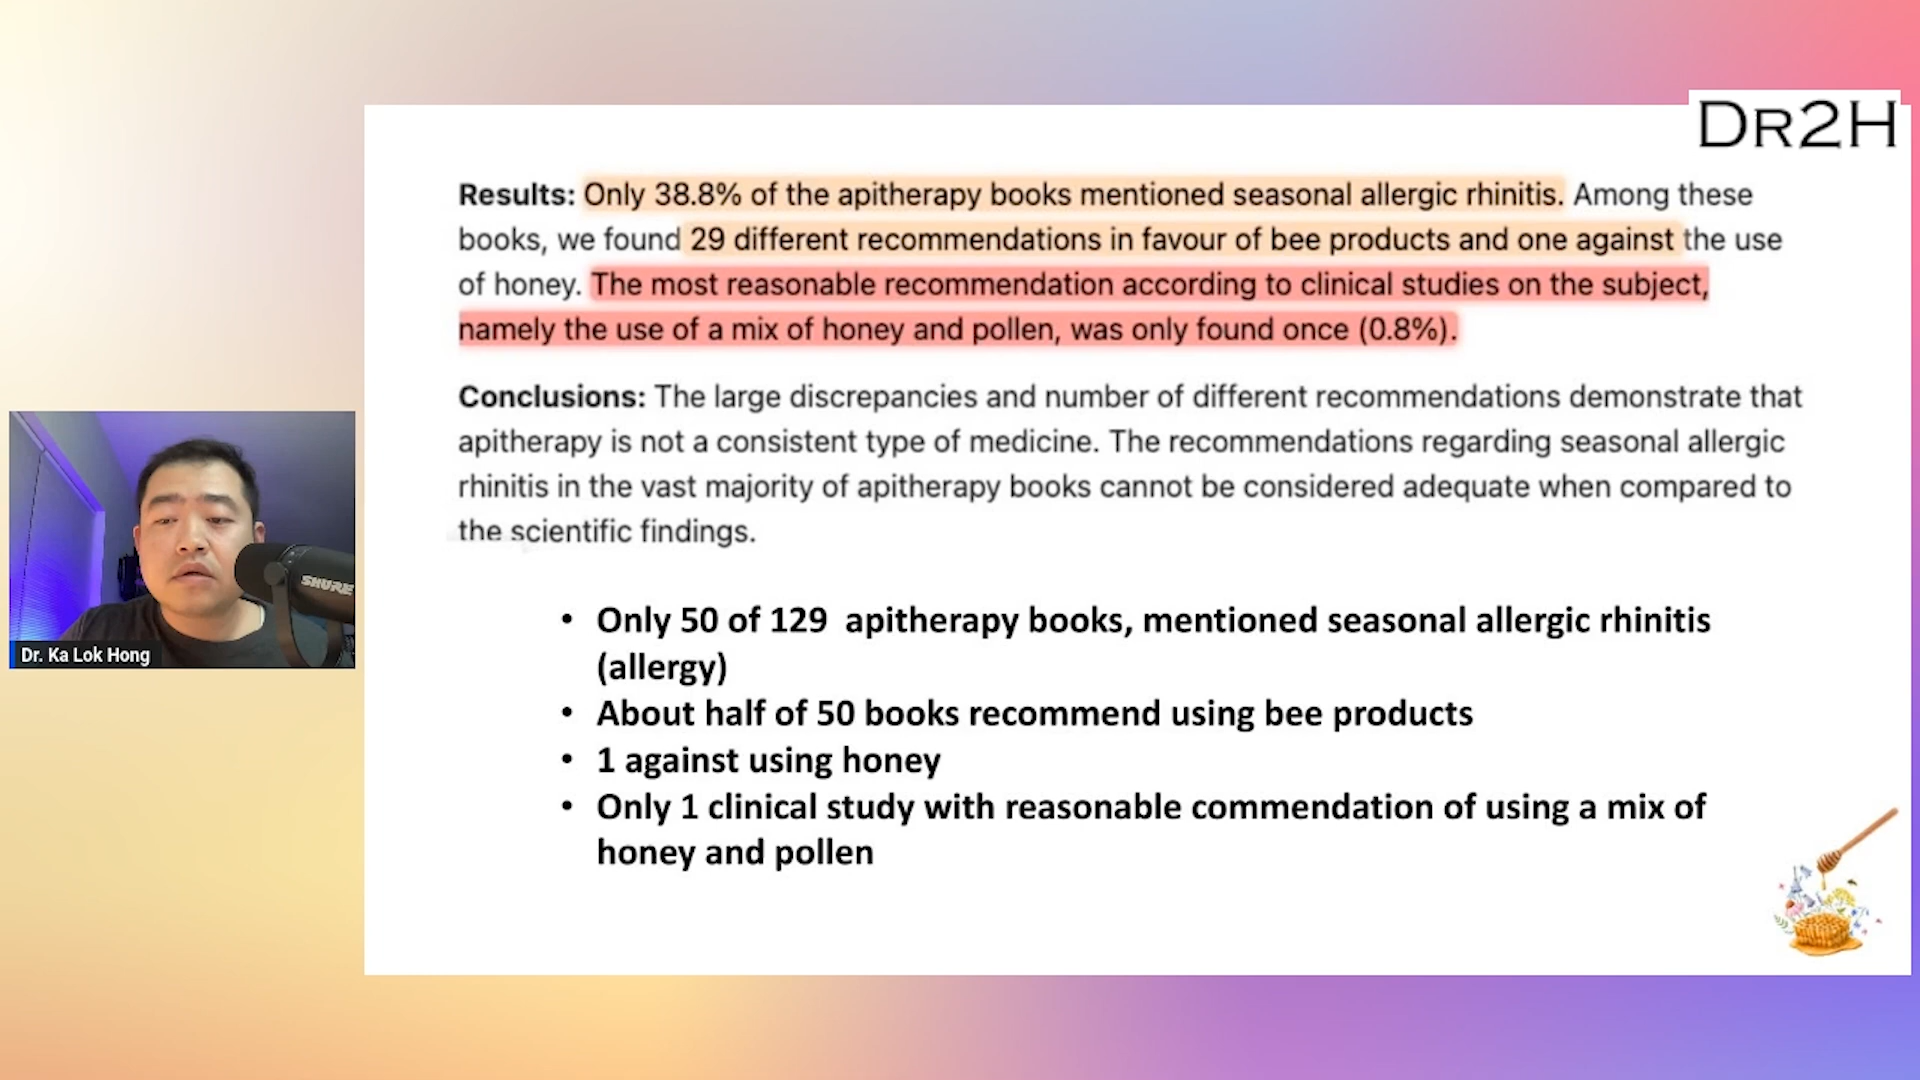 DR2H
Results: Only 38.8% of the apitherapy books mentioned seasonal allergic rhinitis. Among these
books, we found 29 different recommendations in favour of bee products and one against the use
of honey. The most reasonable recommendation according to clinical studies on the subject,
namely the use of a mix of honey and pollen, was only found once (0.8%).
Conclusions: The large discrepancies and number of different recommendations demonstrate that
apitherapy is not a consistent type of medicine. The recommendations regarding seasonal allergic
rhinitis in the vast majority of apitherapy books cannot be considered adequate when compared to
the scientific findings.
SHURE
Dr. Ka Lok Hong
• Only 50 of 129 apitherapy books, mentioned seasonal allergic rhinitis
(allergy)
• About half of 50 books recommend using bee products
• 1 against using honey
• Only 1 clinical study with reasonable commendation of using a mix of
honey and pollen